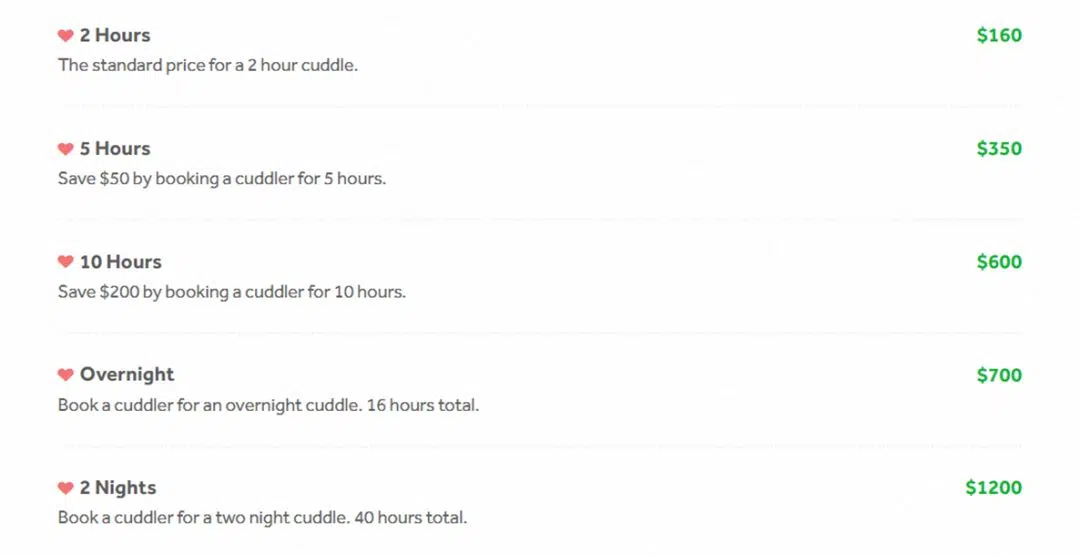 2 Hours
$160
The standard price for a 2 hour cuddle.
5 Hours
$350
Save $50 by booking a cuddler for 5 hours.
10 Hours
$600
Save $200 by booking a cuddler for 10 hours.
Overnight
$700
Book a cuddler for an overnight cuddle. 16 hours total.
2 Nights
$1200
Book a cuddler for a two night cuddle. 40 hours total.